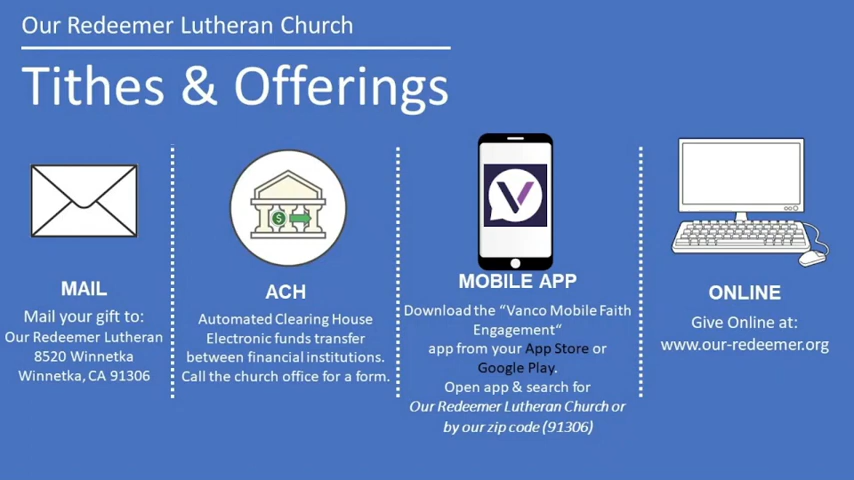 Our Redeemer Lutheran Church
Tithes & Offerings
MAIL
Mail your gift to:
Our Redeemer Lutheran
8520 Winnetka
Winnetka, CA 91306
$
ACH
Automated Clearing House
Electronic funds transfer
between financial institutions.
Call the church office for a form.
V
MOBILE APP
Download the “Vanco Mobile Faith
Engagement“
app from your App Store or
Google Play.
Open app & search for
Our Redeemer Lutheran Church or
by our zip code (91306)
ONLINE
Give Online at:
www.our-redeemer.org